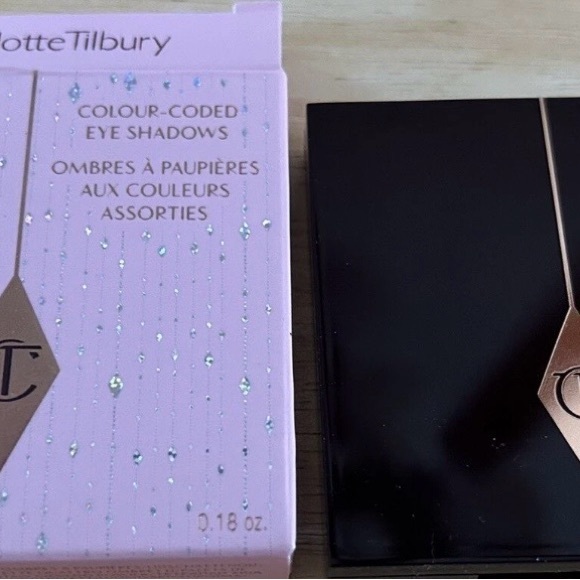 lotteTilbury
COLOUR-CODED
EYE SHADOWS
OMBRES À PAUPIÈRES
AUX COULEURS
ASSORTIES
0.18 oz.